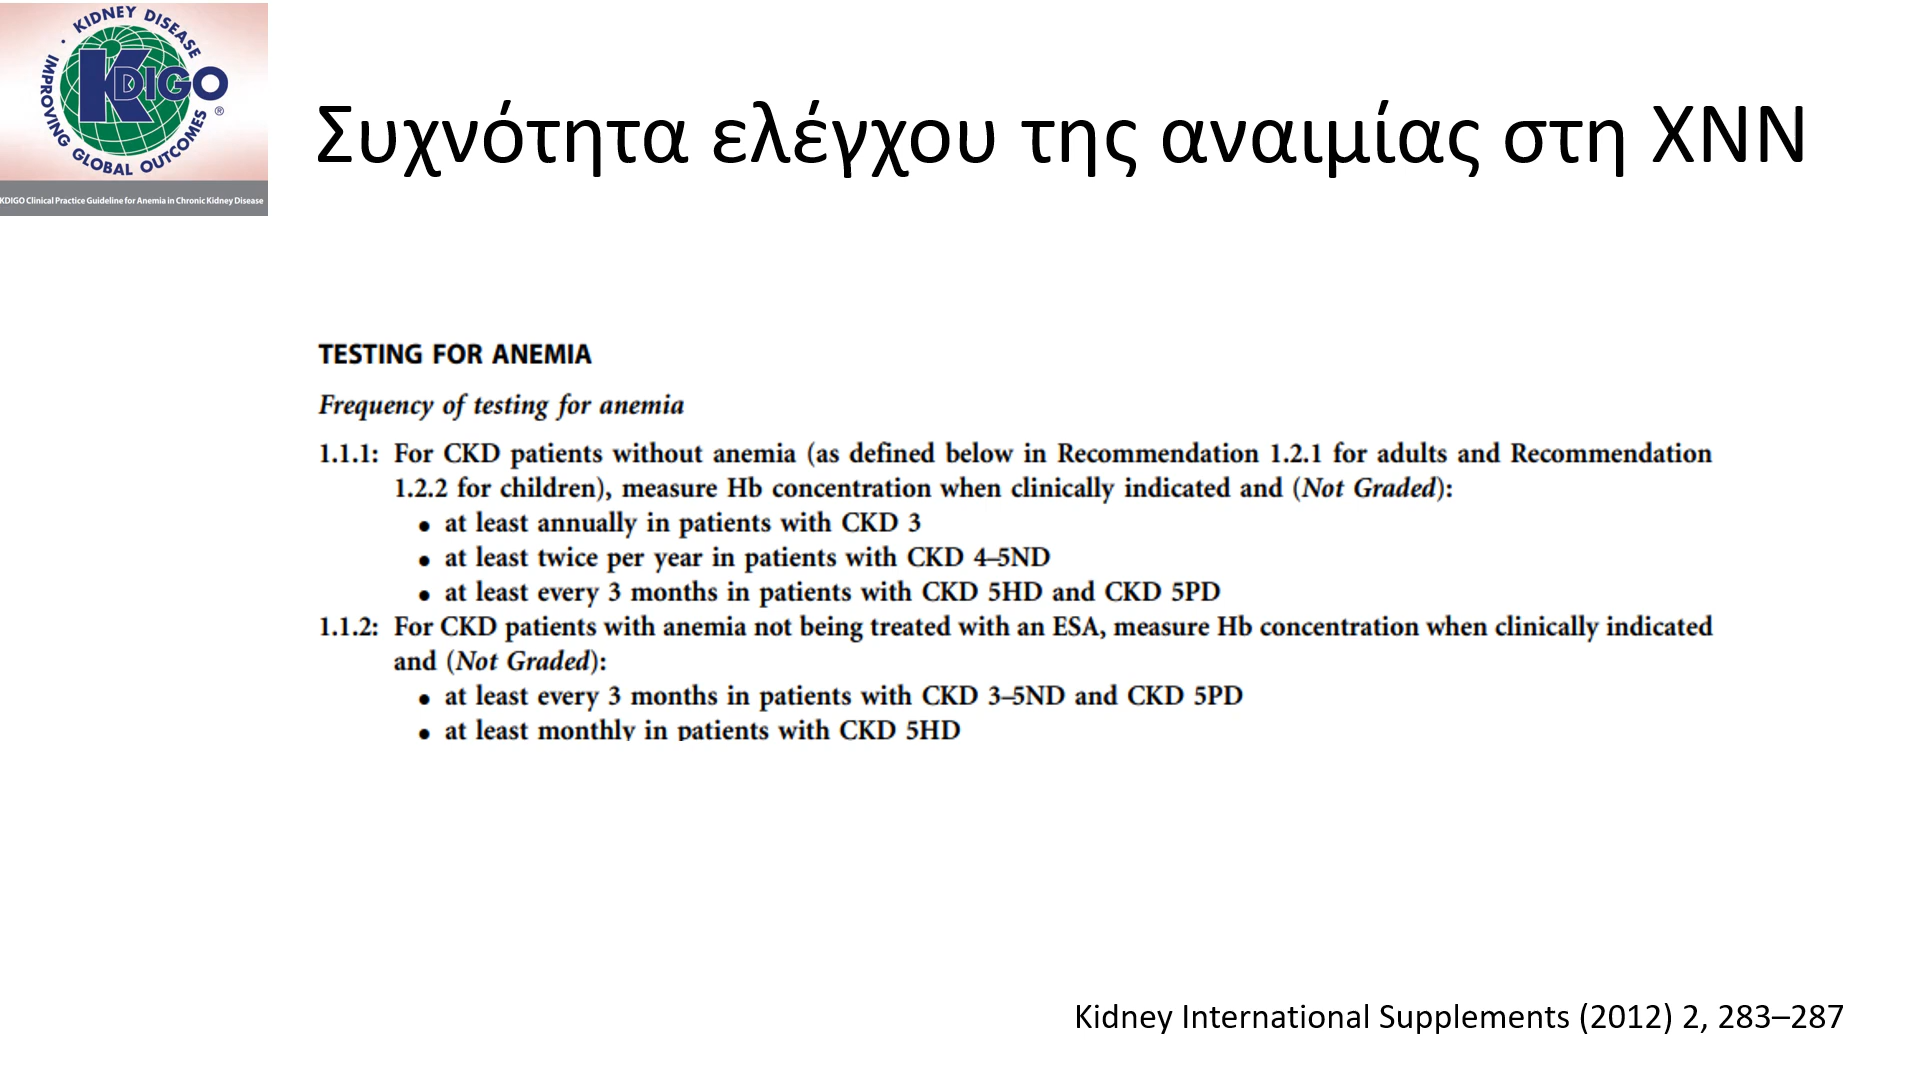 · KIDNEY DISEASE
IMPROVING GLOBAL OUTCOMES
KDIGO ®
KDIGO Clinical Practice Guideline for Anemia in Chronic Kidney Disease
Συχνότητα ελέγχου της αναιμίας στη ΧΝΝ
TESTING FOR ANEMIA
Frequency of testing for anemia
1.1.1: For CKD patients without anemia (as defined below in Recommendation 1.2.1 for adults and Recommendation
1.2.2 for children), measure Hb concentration when clinically indicated and (Not Graded):
• at least annually in patients with CKD 3
• at least twice per year in patients with CKD 4–5ND
• at least every 3 months in patients with CKD 5HD and CKD 5PD
1.1.2: For CKD patients with anemia not being treated with an ESA, measure Hb concentration when clinically indicated
and (Not Graded):
• at least every 3 months in patients with CKD 3–5ND and CKD 5PD
• at least monthly in patients with CKD 5HD
Kidney International Supplements (2012) 2, 283–287